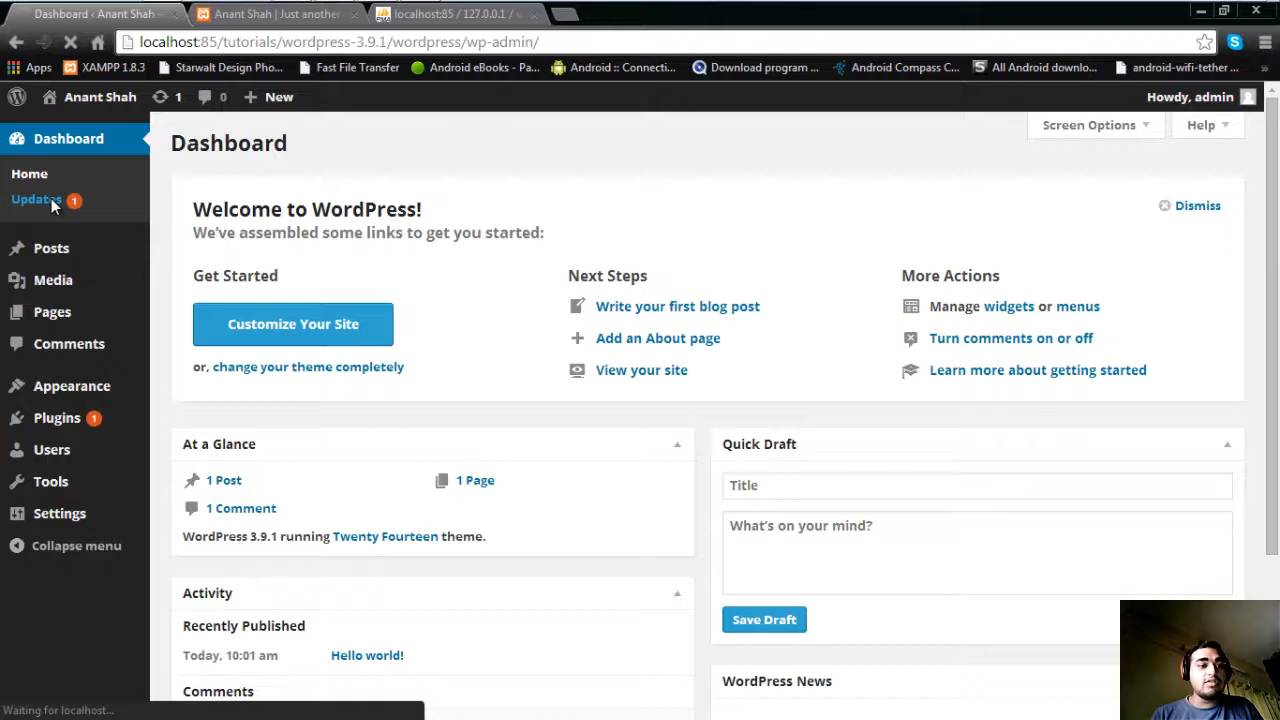 Dashboard ‹ Anant Shah
Anant Shah | Just another
localhost:85 / 127.0.0.1 /
localhost:85/tutorials/wordpress-3.9.1/wordpress/wp-admin/
Apps
XAMPP 1.8.3
Starwalt Design Pho...
Fast File Transfer
Android eBooks - Pa...
Android :: Connecti...
Download program ...
Android Compass C...
All Android downlo...
android-wifi-tether ...
Anant Shah
1
0
New
Howdy, admin
Dashboard
Home
Updates 1
Posts
Media
Pages
Comments
Appearance
Plugins 1
Users
Tools
Settings
Collapse menu
Dashboard
Screen Options
Help
Welcome to WordPress!
We've assembled some links to get you started:
Dismiss
Get Started
Customize Your Site
or, change your theme completely
Next Steps
Write your first blog post
Add an About page
View your site
More Actions
Manage widgets or menus
Turn comments on or off
Learn more about getting started
At a Glance
1 Post
1 Page
1 Comment
WordPress 3.9.1 running Twenty Fourteen theme.
Activity
Recently Published
Today, 10:01 am
Hello world!
Comments
Quick Draft
Title
What's on your mind?
Save Draft
WordPress News
Waiting for localhost...